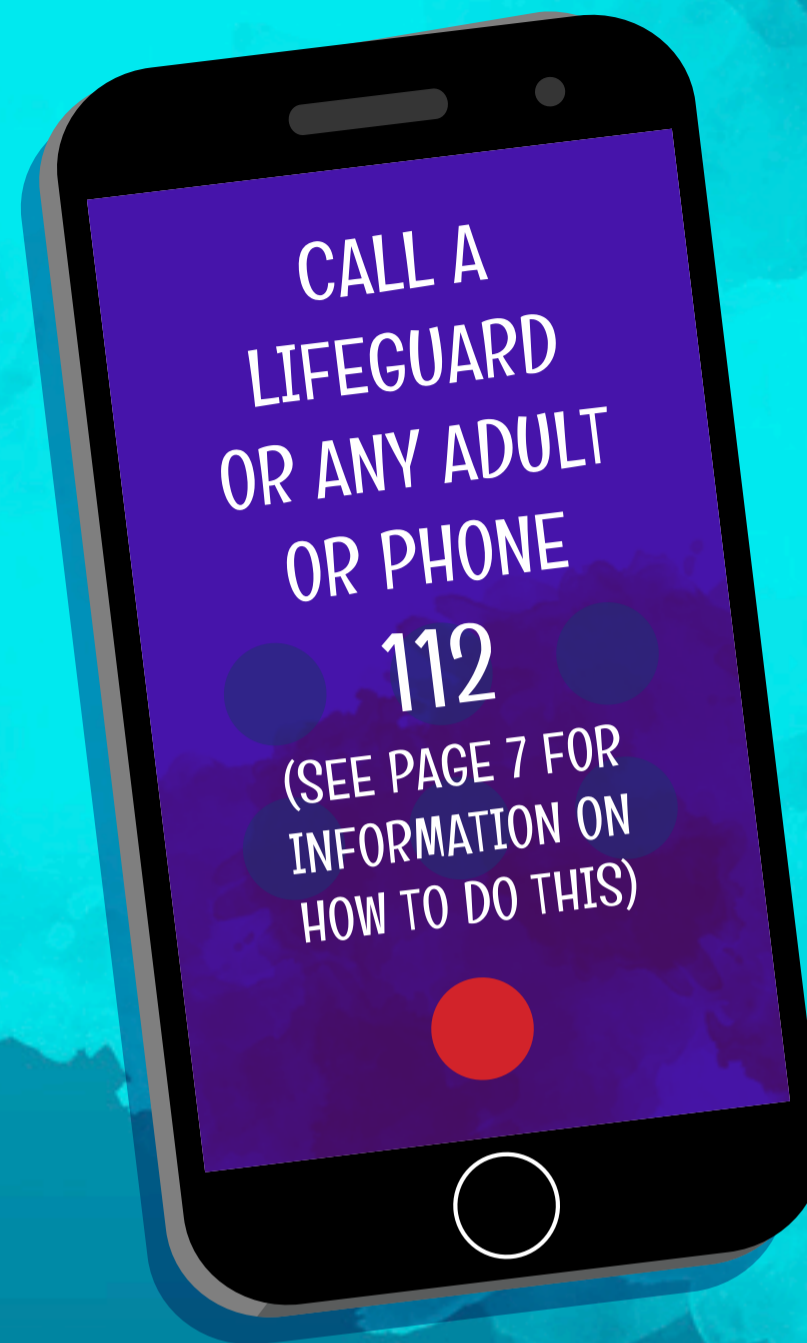 CALL A
LIFEGUARD
OR ANY ADULT
OR PHONE
112
(SEE PAGE 7 FOR
INFORMATION ON
HOW TO DO THIS)